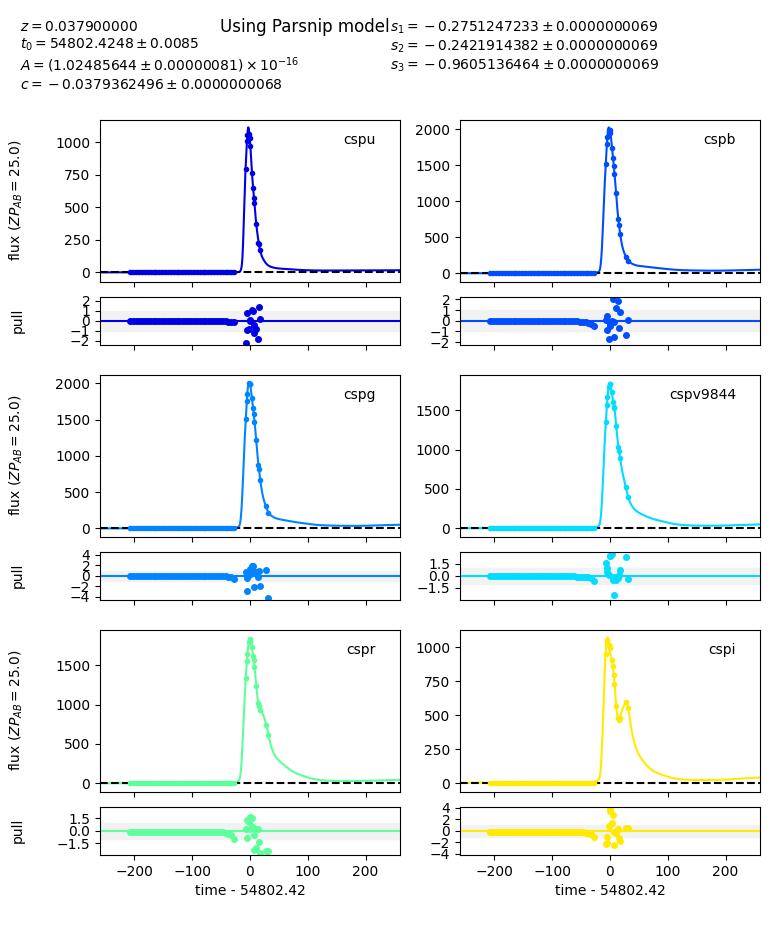 Using Parsnip model
z = 0.037900000
t₀ = 54802.4248 ± 0.0085
A = (1.02485644 ± 0.00000081) × 10⁻¹⁶
c = −0.0379362496 ± 0.0000000068
s₁ = −0.2751247233 ± 0.0000000069
s₂ = −0.2421914382 ± 0.0000000069
s₃ = −0.9605136464 ± 0.0000000069
flux (ZP_AB = 25.0)
1000
750
500
250
0
cspu
2000
1500
1000
500
0
cspb
pull
2
1
0
−1
−2
2
1
0
−1
−2
flux (ZP_AB = 25.0)
2000
1500
1000
500
0
cspg
1500
1000
500
0
cspv9844
pull
4
2
0
−2
−4
1.5
0.0
−1.5
flux (ZP_AB = 25.0)
1500
1000
500
0
cspr
1000
750
500
250
0
cspi
pull
1.5
0.0
−1.5
4
2
0
−2
−4
−200 −100 0 100 200
time - 54802.42
−200 −100 0 100 200
time - 54802.42